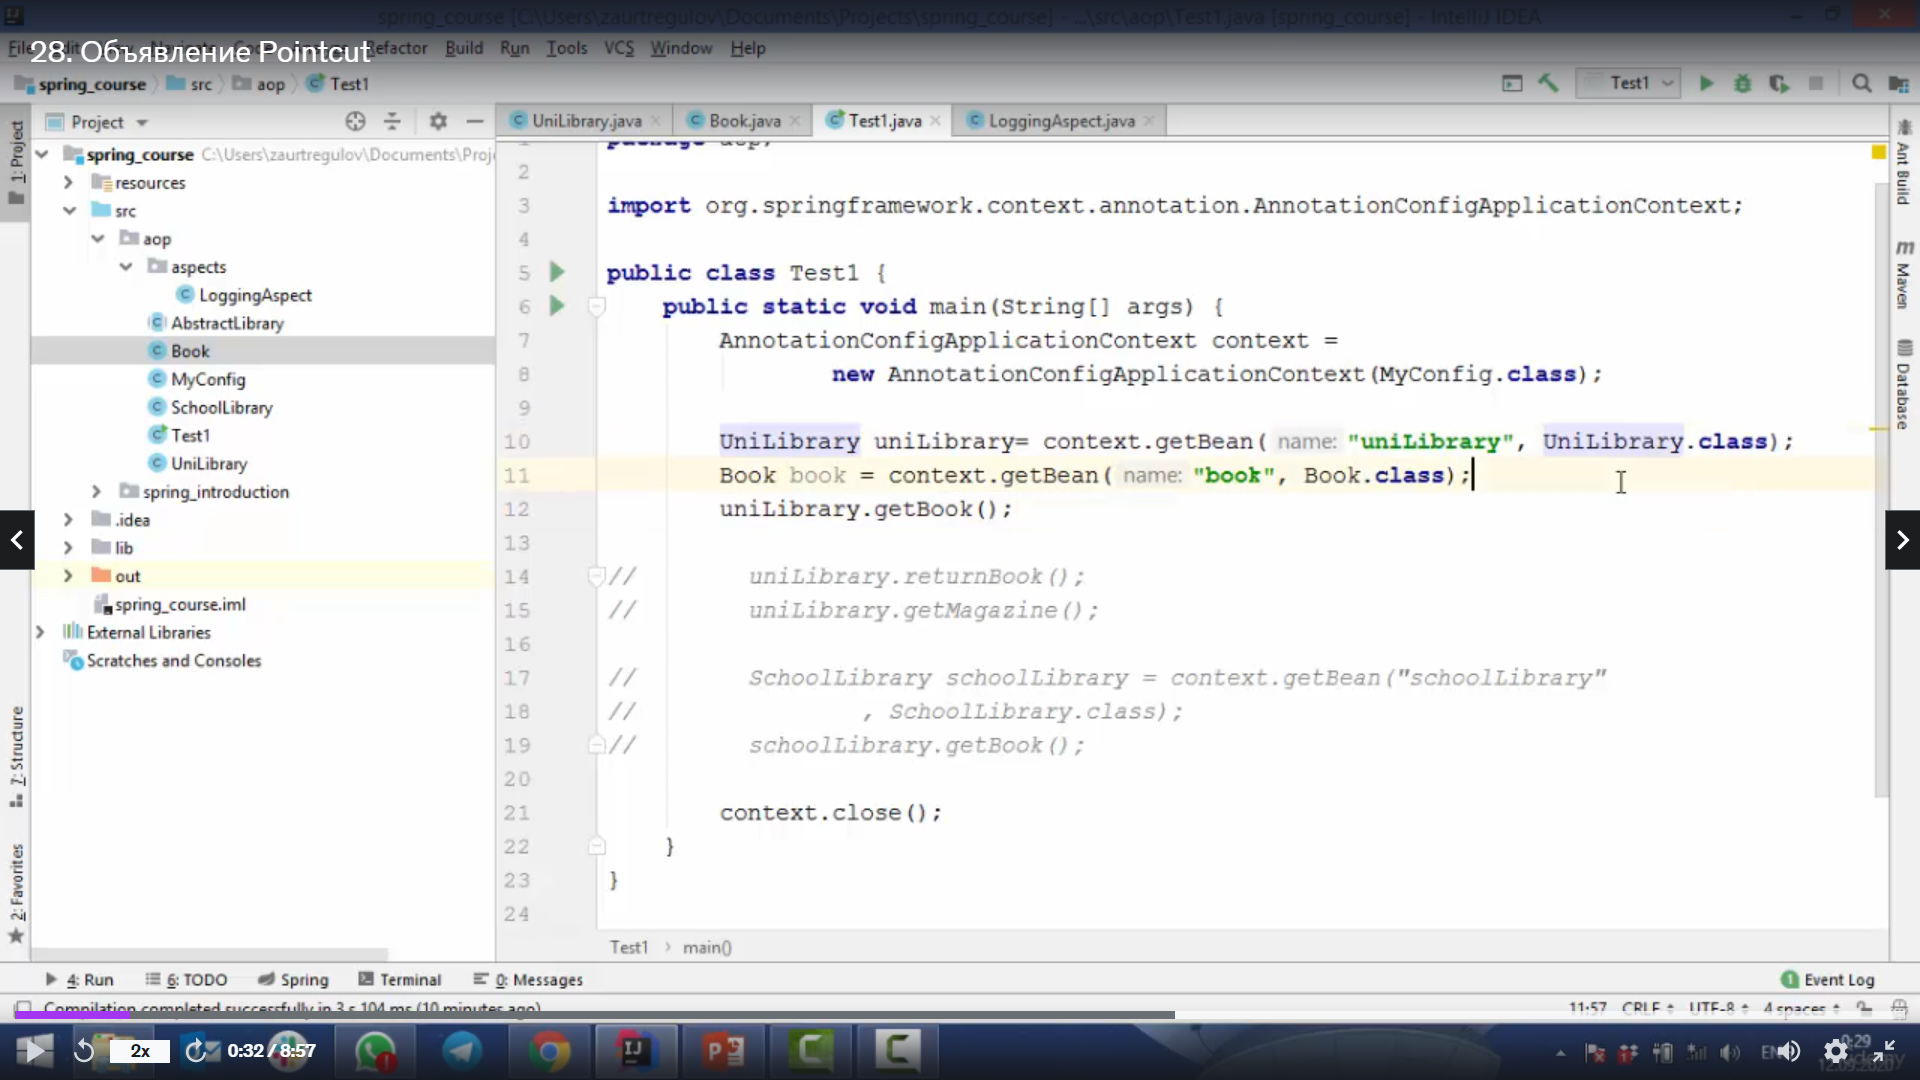 spring_course [C:\Users\zaurtregulov\Documents\Projects\spring_course] - ...\src\aop\Test1.java [spring_course] - IntelliJ IDEA
28. Объявление Pointcut
Refactor Build Run Tools VCS Window Help
spring_course src aop Test1
Test1
Project
UniLibrary.java Book.java Test1.java LoggingAspect.java
1: Project
7: Structure
2: Favorites
spring_course C:\Users\zaurtregulov\Documents\Proj
resources
src
aop
aspects
LoggingAspect
AbstractLibrary
Book
MyConfig
SchoolLibrary
Test1
UniLibrary
spring_introduction
.idea
lib
out
spring_course.iml
External Libraries
Scratches and Consoles
1 package aop;
2
3 import org.springframework.context.annotation.AnnotationConfigApplicationContext;
4
5 public class Test1 {
6 public static void main(String[] args) {
7 AnnotationConfigApplicationContext context =
8 new AnnotationConfigApplicationContext(MyConfig.class);
9
10 UniLibrary uniLibrary= context.getBean( name: "uniLibrary", UniLibrary.class);
11 Book book = context.getBean( name: "book", Book.class);
12 uniLibrary.getBook();
13
14 // uniLibrary.returnBook();
15 // uniLibrary.getMagazine();
16
17 // SchoolLibrary schoolLibrary = context.getBean("schoolLibrary"
18 // , SchoolLibrary.class);
19 // schoolLibrary.getBook();
20
21 context.close();
22 }
23 }
24
Test1 main()
Ant Build
Maven
Database
4: Run 6: TODO Spring Terminal 0: Messages
1 Event Log
Compilation completed successfully in 3 s 104 ms (10 minutes ago)
11:57 CRLF UTF-8 4 spaces
2x 0:32 / 8:57